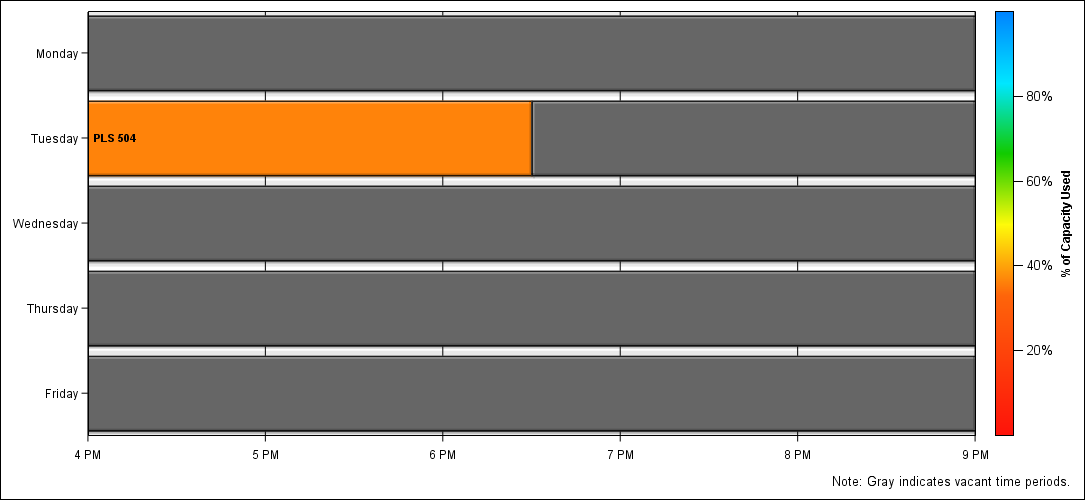 Monday
Tuesday
PLS 504
Wednesday
Thursday
Friday
4 PM 5 PM 6 PM 7 PM 8 PM 9 PM
80%
60%
40%
20%
% of Capacity Used
Note: Gray indicates vacant time periods.